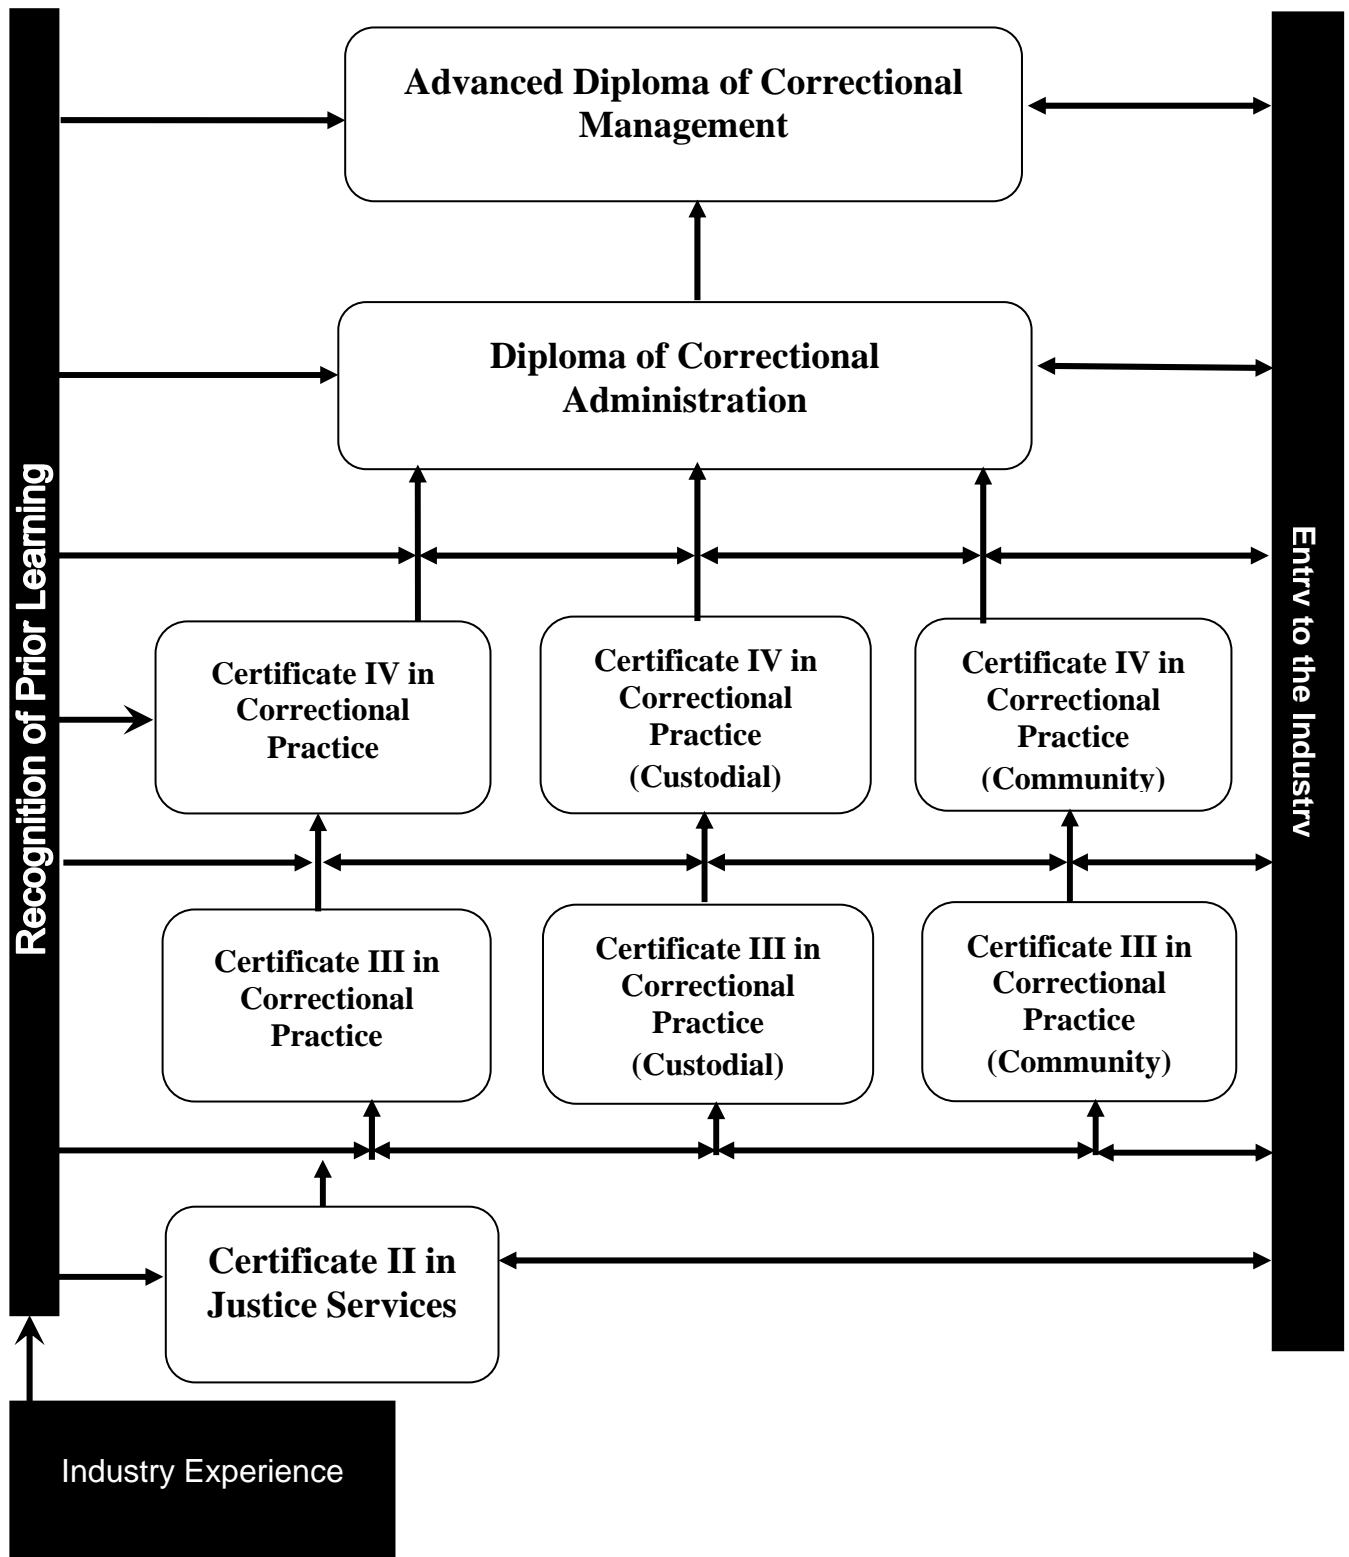 Advanced Diploma of Correctional
Management
Diploma of Correctional
Administration
Recognition of Prior Learning
Entry to the Industry
Certificate IV in
Correctional
Practice
Certificate IV in
Correctional
Practice
(Custodial)
Certificate IV in
Correctional
Practice
(Community)
Certificate III in
Correctional
Practice
Certificate III in
Correctional
Practice
(Custodial)
Certificate III in
Correctional
Practice
(Community)
Certificate II in
Justice Services
Industry Experience